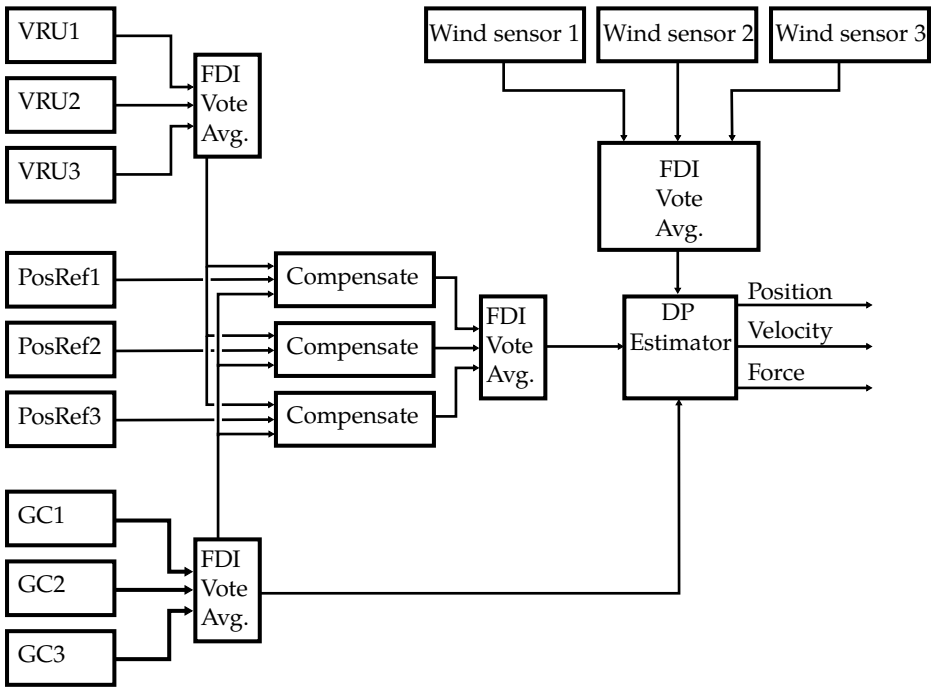 VRU1
VRU2
VRU3
FDI
Vote
Avg.
Wind sensor 1
Wind sensor 2
Wind sensor 3
FDI
Vote
Avg.
PosRef1
PosRef2
PosRef3
Compensate
Compensate
Compensate
FDI
Vote
Avg.
DP
Estimator
Position
Velocity
Force
GC1
GC2
GC3
FDI
Vote
Avg.